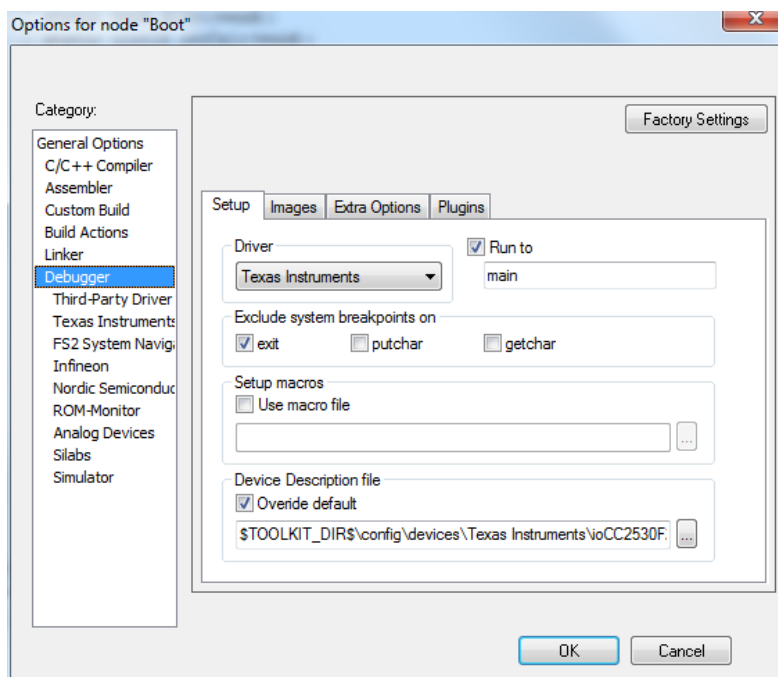 Options for node "Boot"
Category:
Factory Settings
General Options
C/C++ Compiler
Assembler
Custom Build
Build Actions
Linker
Debugger
Third-Party Driver
Texas Instruments
FS2 System Naviga
Infineon
Nordic Semiconduc
ROM-Monitor
Analog Devices
Silabs
Simulator
Setup Images Extra Options Plugins
Driver
Texas Instruments
Run to
main
Exclude system breakpoints on
exit putchar getchar
Setup macros
Use macro file
...
Device Description file
Overide default
$TOOLKIT_DIR$\config\devices\Texas Instruments\ioCC2530F
...
OK Cancel